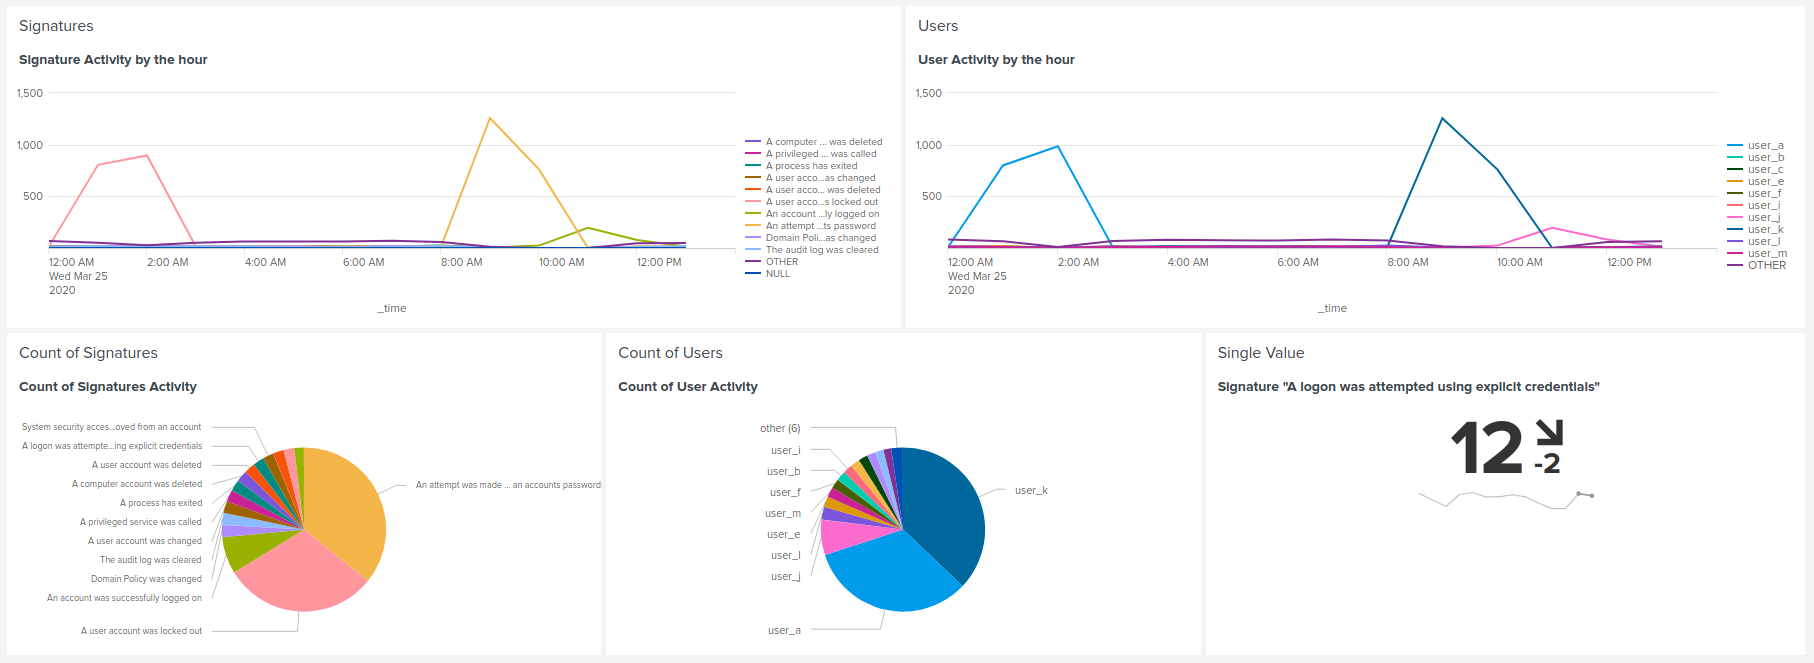 Signatures
Signature Activity by the hour
1,500
1,000
500
12:00 AM
Wed Mar 25
2020
2:00 AM
4:00 AM
6:00 AM
8:00 AM
10:00 AM
12:00 PM
_time
A computer ... was deleted
A privileged ... was called
A process has exited
A user acco...as changed
A user acco... was deleted
A user acco...s locked out
An account ...ly logged on
An attempt ...ts password
Domain Poli...as changed
The audit log was cleared
OTHER
NULL
Users
User Activity by the hour
1,500
1,000
500
12:00 AM
Wed Mar 25
2020
2:00 AM
4:00 AM
6:00 AM
8:00 AM
10:00 AM
12:00 PM
_time
user_a
user_b
user_c
user_e
user_f
user_i
user_j
user_k
user_l
user_m
OTHER
Count of Signatures
Count of Signatures Activity
System security acces...oved from an account
A logon was attempte...ing explicit credentials
A user account was deleted
A computer account was deleted
A process has exited
A privileged service was called
A user account was changed
The audit log was cleared
Domain Policy was changed
An account was successfully logged on
A user account was locked out
An attempt was made ... an accounts password
Count of Users
Count of User Activity
other (6)
user_i
user_b
user_f
user_m
user_e
user_l
user_j
user_a
user_k
Single Value
Signature "A logon was attempted using explicit credentials"
12
-2